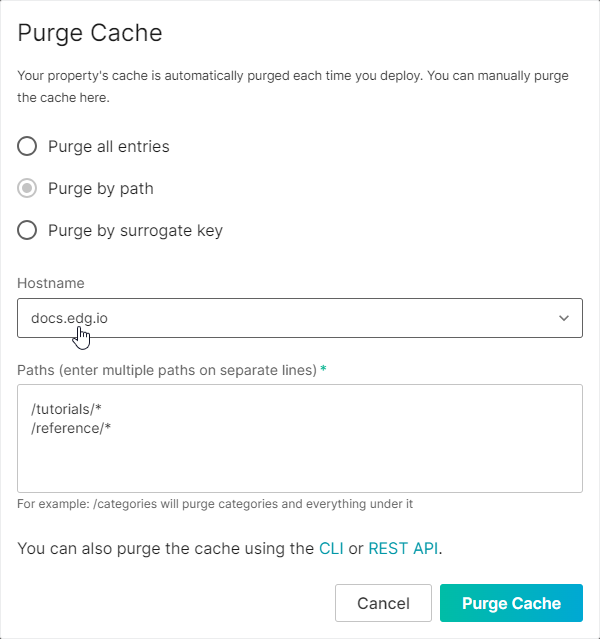 Purge Cache
Your property's cache is automatically purged each time you deploy. You can manually purge
the cache here.
Purge all entries
Purge by path
Purge by surrogate key
Hostname
docs.edg.io
Paths (enter multiple paths on separate lines) *
/tutorials/*
/reference/*
For example: /categories will purge categories and everything under it
You can also purge the cache using the CLI or REST API.
Cancel
Purge Cache